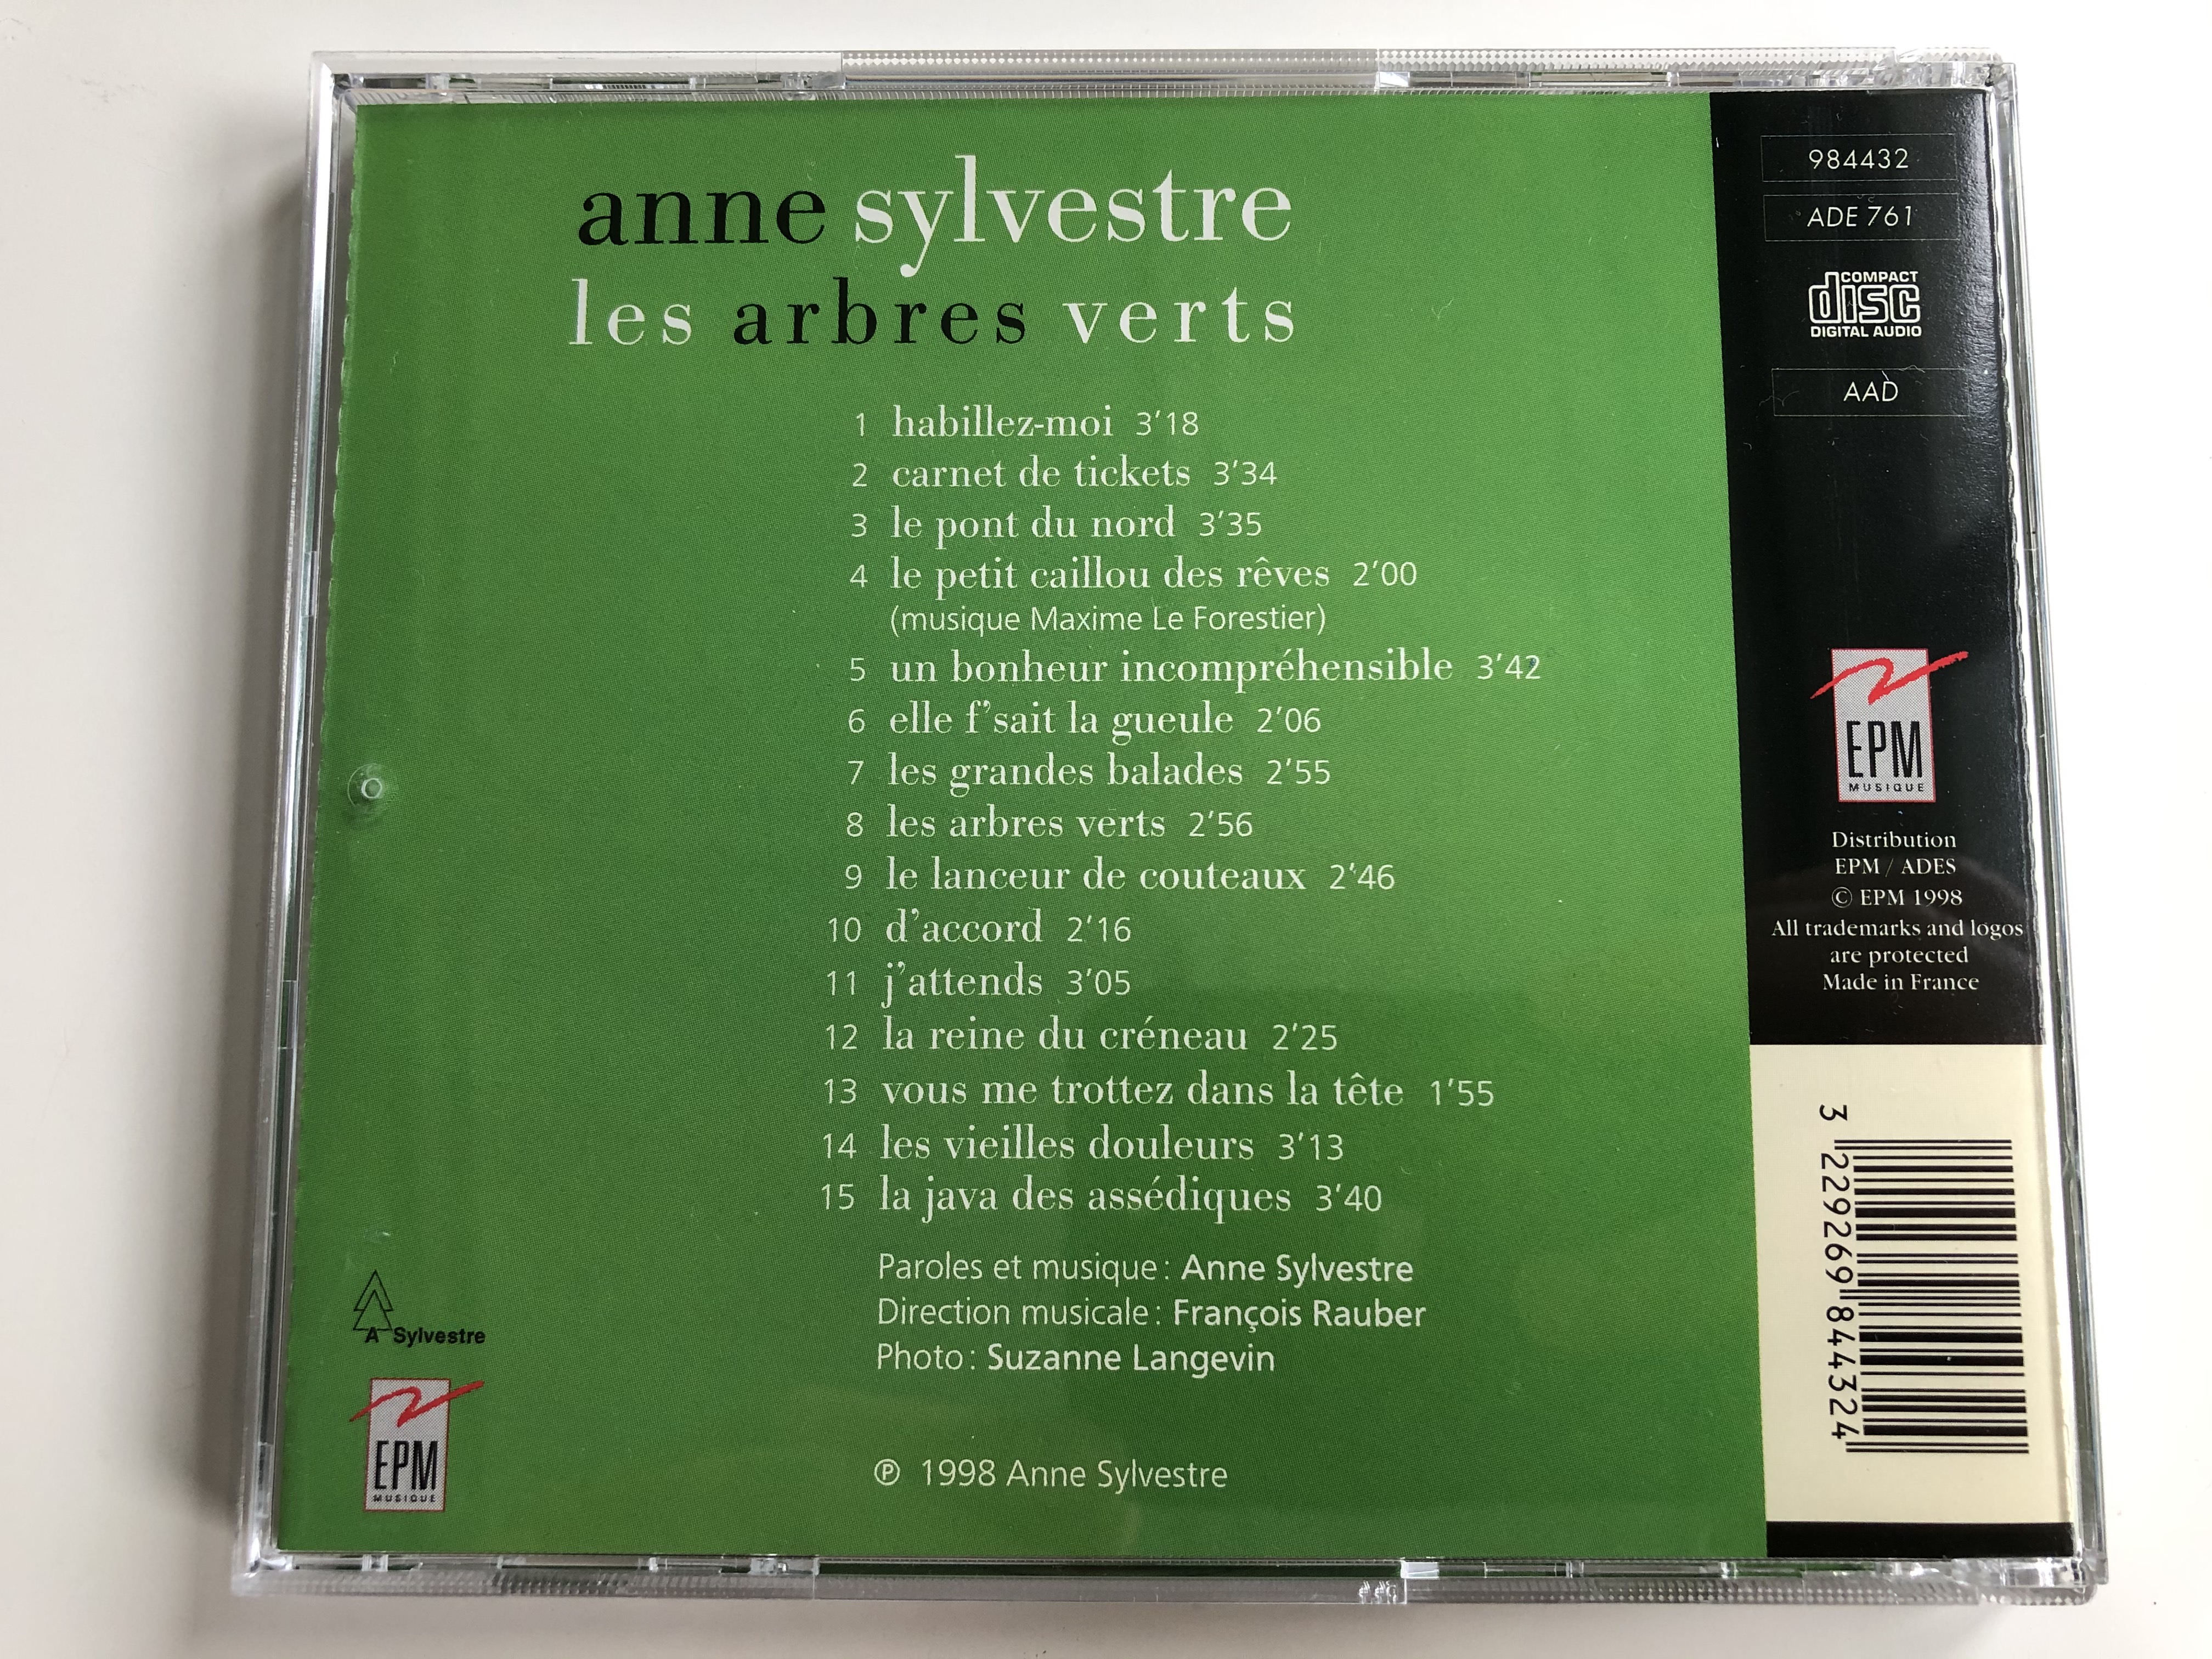 anne sylvestre
les arbres verts
1 habillez-moi 3'18
2 carnet de tickets 3'34
3 le pont du nord 3'35
4 le petit caillou des rêves 2'00
(musique Maxime Le Forestier)
5 un bonheur incompréhensible 3'42
6 elle f'sait la gueule 2'06
7 les grandes balades 2'55
8 les arbres verts 2'56
9 le lanceur de couteaux 2'46
10 d'accord 2'16
11 j'attends 3'05
12 la reine du créneau 2'25
13 vous me trottez dans la tête 1'55
14 les vieilles douleurs 3'13
15 la java des assédiques 3'40
Paroles et musique : Anne Sylvestre
Direction musicale : François Rauber
Photo : Suzanne Langevin
℗ 1998 Anne Sylvestre
A Sylvestre
EPM
MUSIQUE
984432
ADE 761
COMPACT
disc
DIGITAL AUDIO
AAD
EPM
MUSIQUE
Distribution
EPM / ADES
© EPM 1998
All trademarks and logos
are protected
Made in France
3 229269 844324